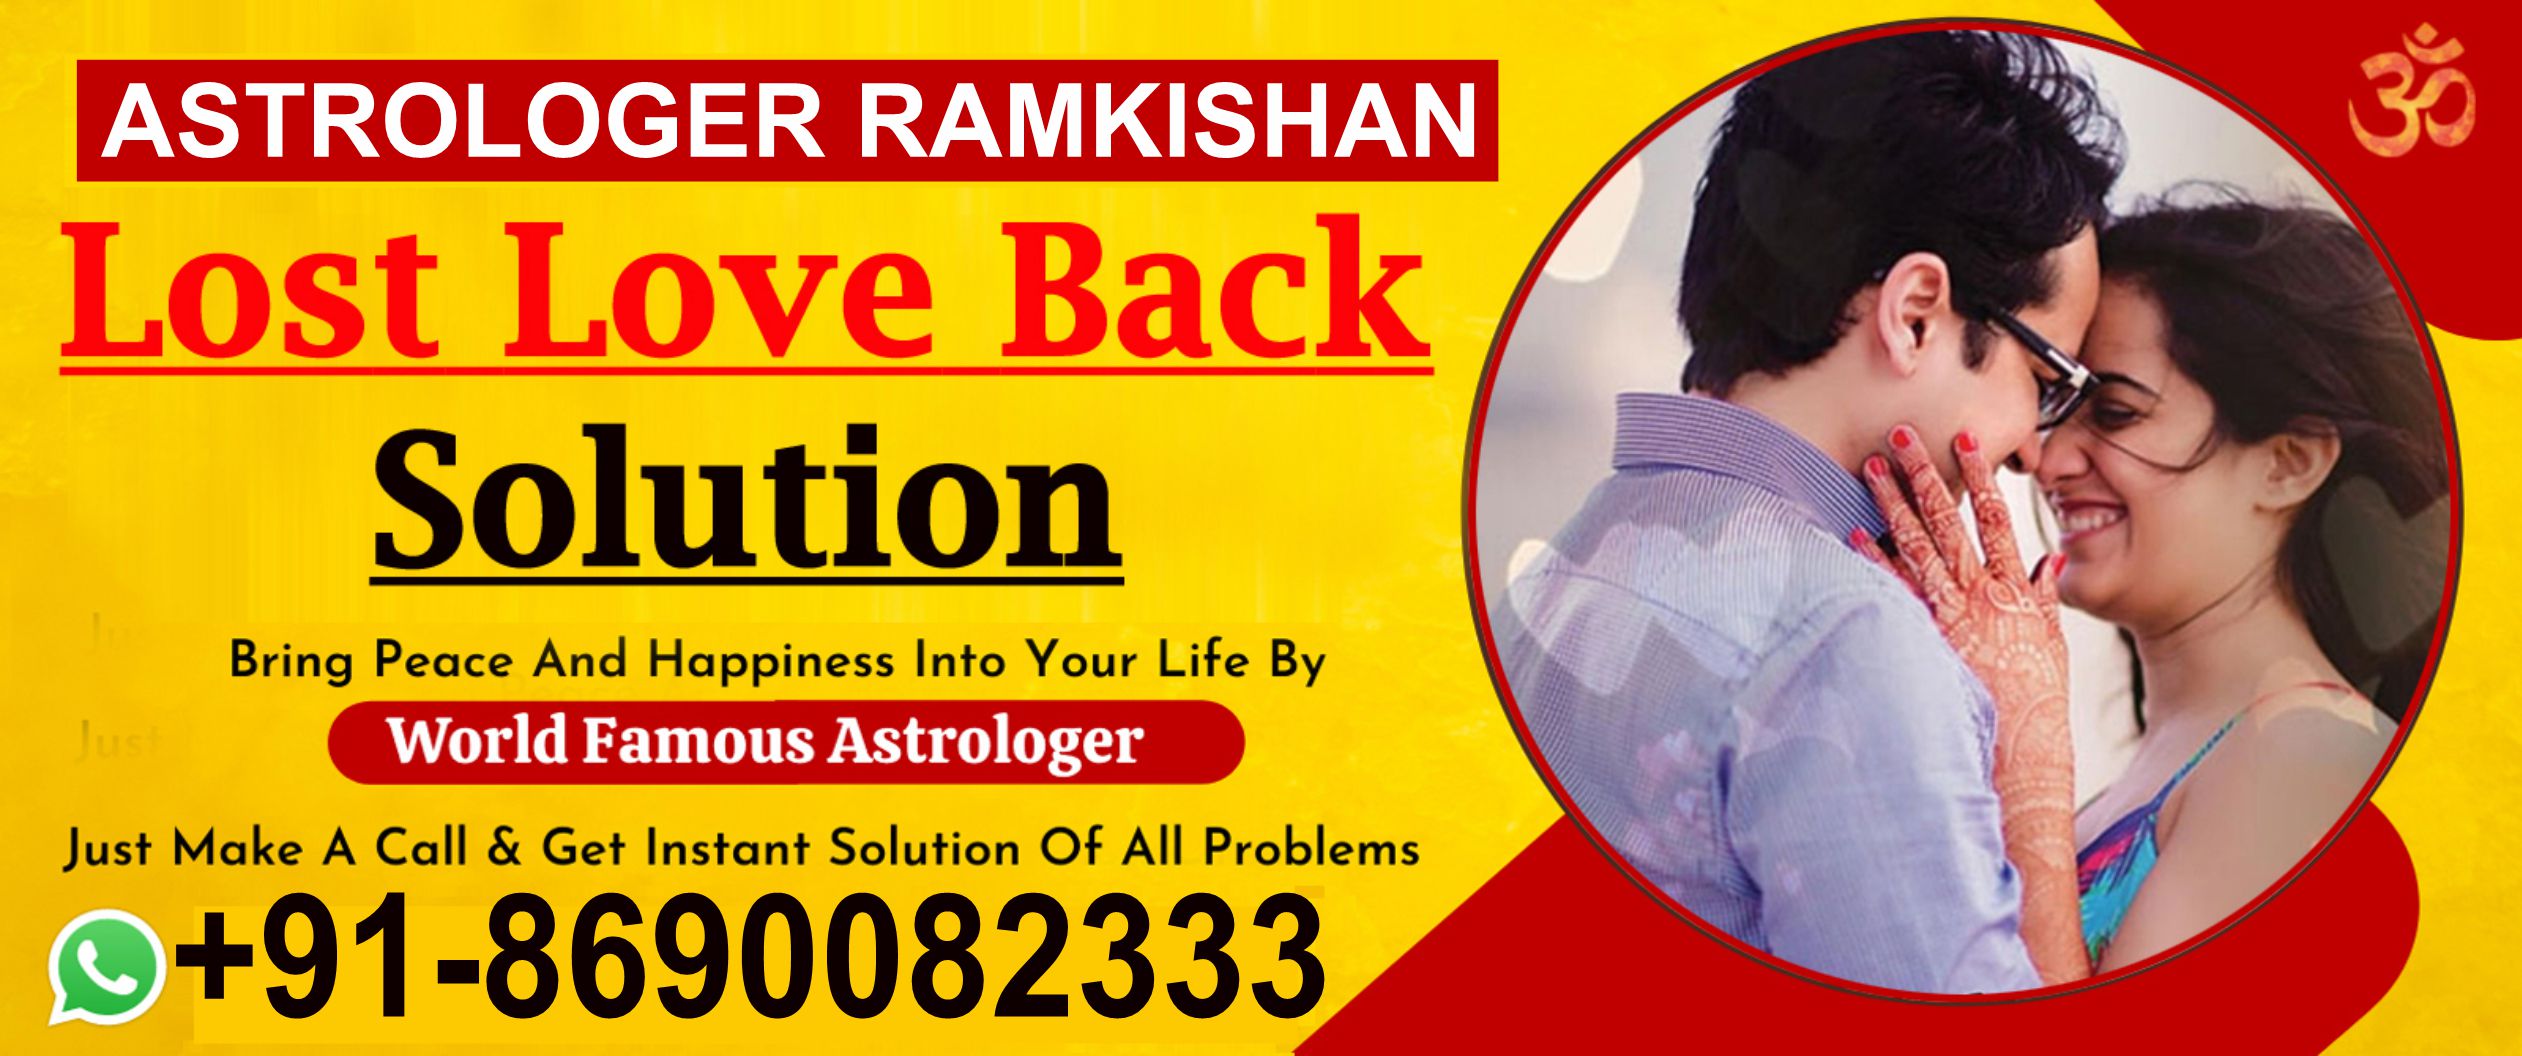 ASTROLOGER RAMKISHAN
ॐ
Lost Love Back
Solution
Bring Peace And Happiness Into Your Life By
World Famous Astrologer
Just Make A Call & Get Instant Solution Of All Problems
+91-8690082333